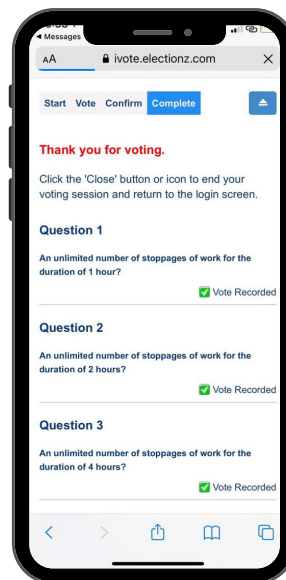 Messages
AA ivote.electionz.com
Start Vote Confirm Complete
Thank you for voting.
Click the 'Close' button or icon to end your
voting session and return to the login screen.
Question 1
An unlimited number of stoppages of work for the
duration of 1 hour?
Vote Recorded
Question 2
An unlimited number of stoppages of work for the
duration of 2 hours?
Vote Recorded
Question 3
An unlimited number of stoppages of work for the
duration of 4 hours?
Vote Recorded